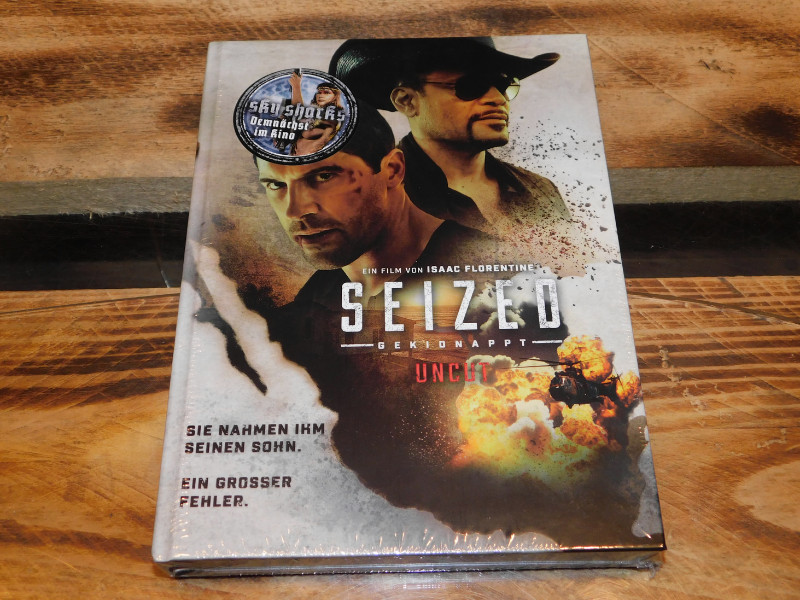 sky sharks
Demnächst
im Kino
EIN FILM VON ISAAC FLORENTINE
SEIZED
GEKIDNAPPT
UNCUT
SIE NAHMEN IHM
SEINEN SOHN.
EIN GROSSER
FEHLER.